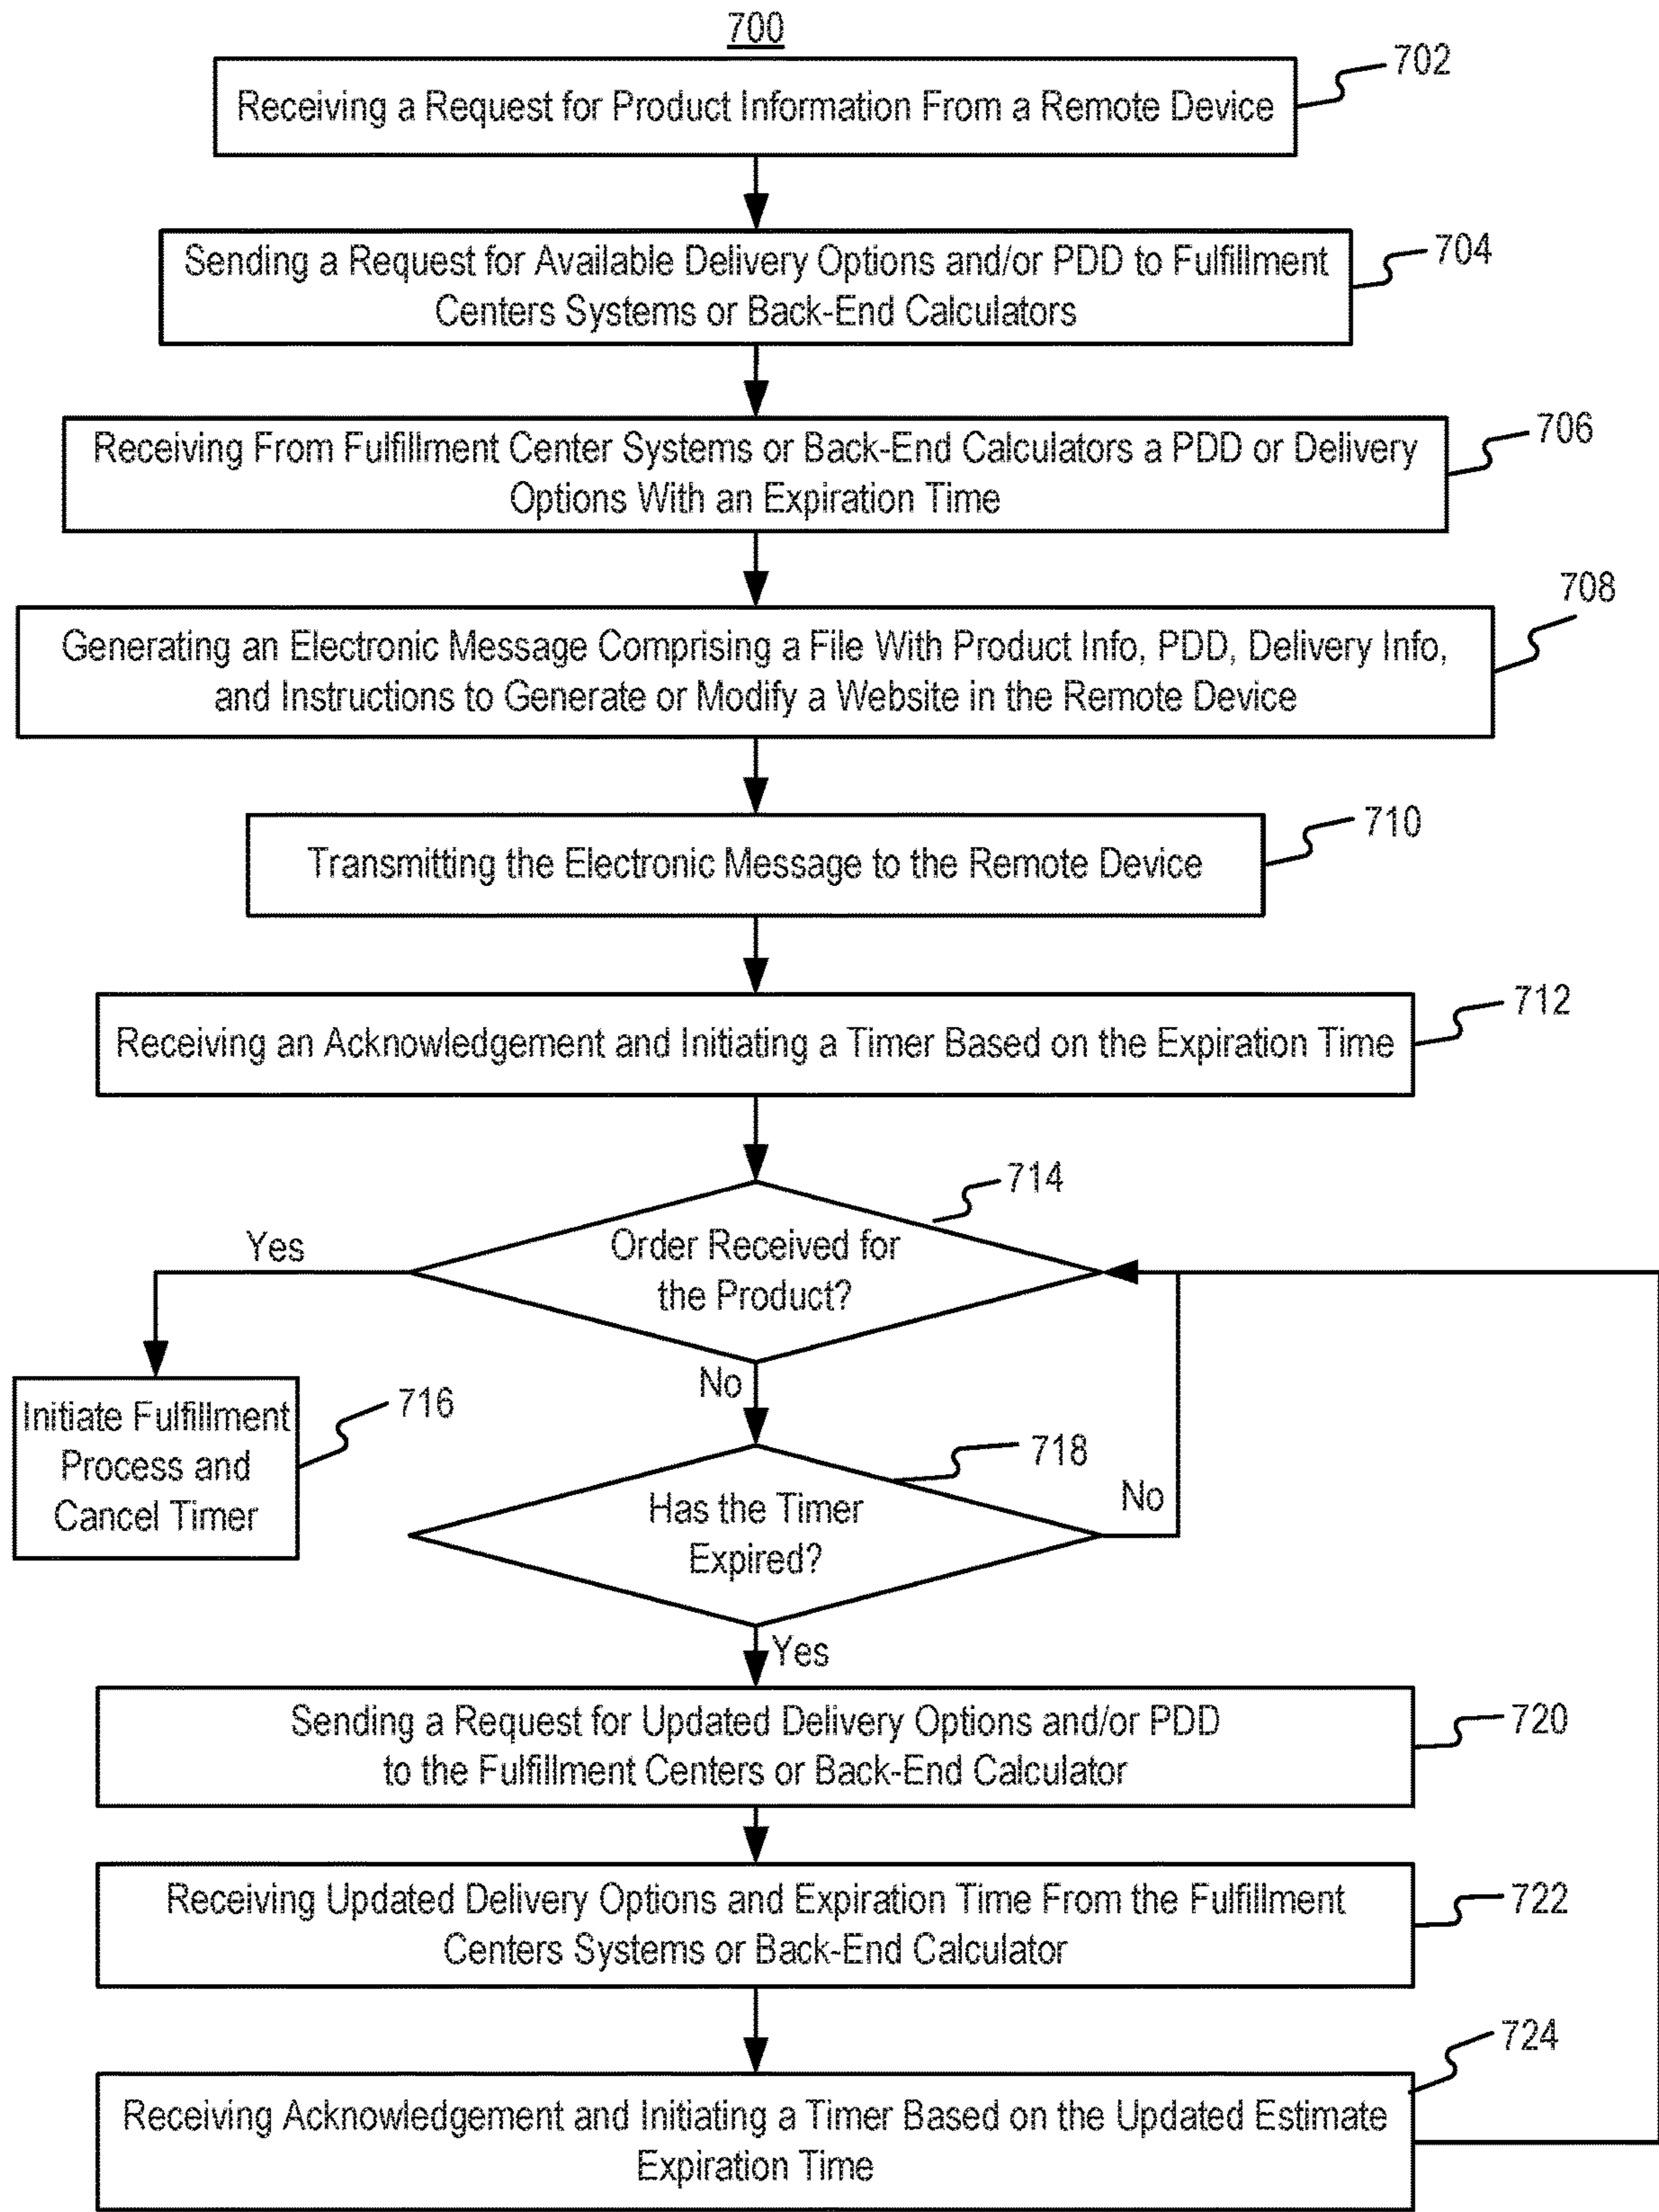 700
702
Receiving a Request for Product Information From a Remote Device
704
Sending a Request for Available Delivery Options and/or PDD to Fulfillment
Centers Systems or Back-End Calculators
706
Receiving From Fulfillment Center Systems or Back-End Calculators a PDD or Delivery
Options With an Expiration Time
708
Generating an Electronic Message Comprising a File With Product Info, PDD, Delivery Info,
and Instructions to Generate or Modify a Website in the Remote Device
710
Transmitting the Electronic Message to the Remote Device
712
Receiving an Acknowledgement and Initiating a Timer Based on the Expiration Time
714
Order Received for
the Product?
Yes
No
716
Initiate Fulfillment
Process and
Cancel Timer
718
Has the Timer
Expired?
No
Yes
720
Sending a Request for Updated Delivery Options and/or PDD
to the Fulfillment Centers or Back-End Calculator
722
Receiving Updated Delivery Options and Expiration Time From the Fulfillment
Centers Systems or Back-End Calculator
724
Receiving Acknowledgement and Initiating a Timer Based on the Updated Estimate
Expiration Time